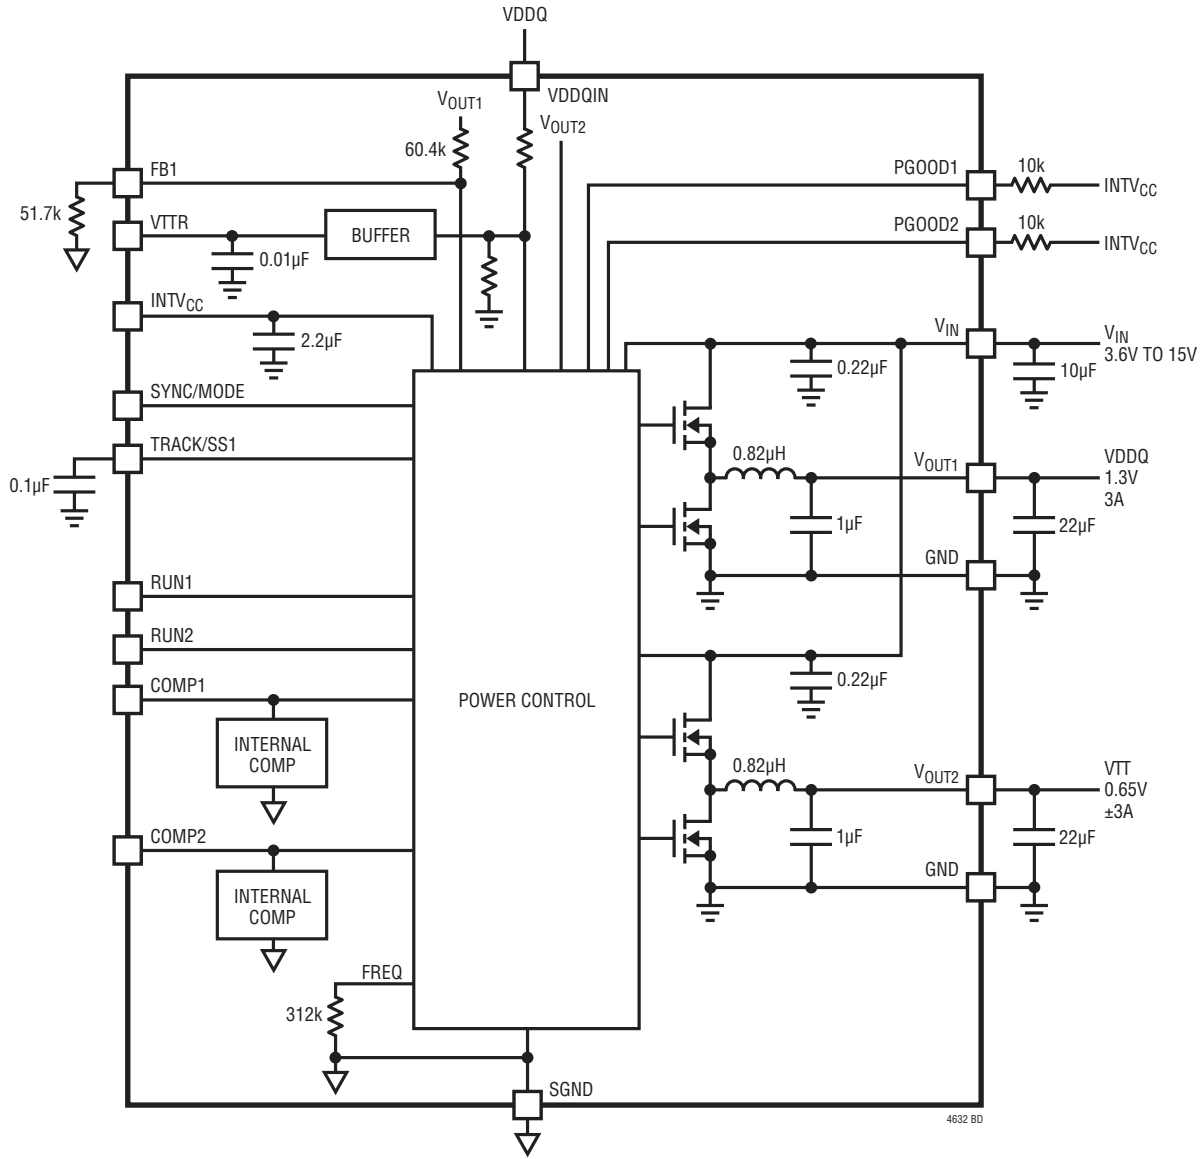 VDDQ
VDDQIN
VOUT1
VOUT2
60.4k
FB1
PGOOD1
10k
INTVCC
51.7k
VTTR
BUFFER
0.01µF
PGOOD2
10k
INTVCC
INTVCC
2.2µF
VIN
VIN
3.6V TO 15V
0.22µF
10µF
SYNC/MODE
TRACK/SS1
0.1µF
0.82µH
VOUT1
VDDQ
1.3V
3A
1µF
22µF
GND
RUN1
RUN2
COMP1
POWER CONTROL
0.22µF
INTERNAL
COMP
0.82µH
VOUT2
VTT
0.65V
±3A
COMP2
1µF
22µF
GND
INTERNAL
COMP
FREQ
312k
SGND
4632 BD